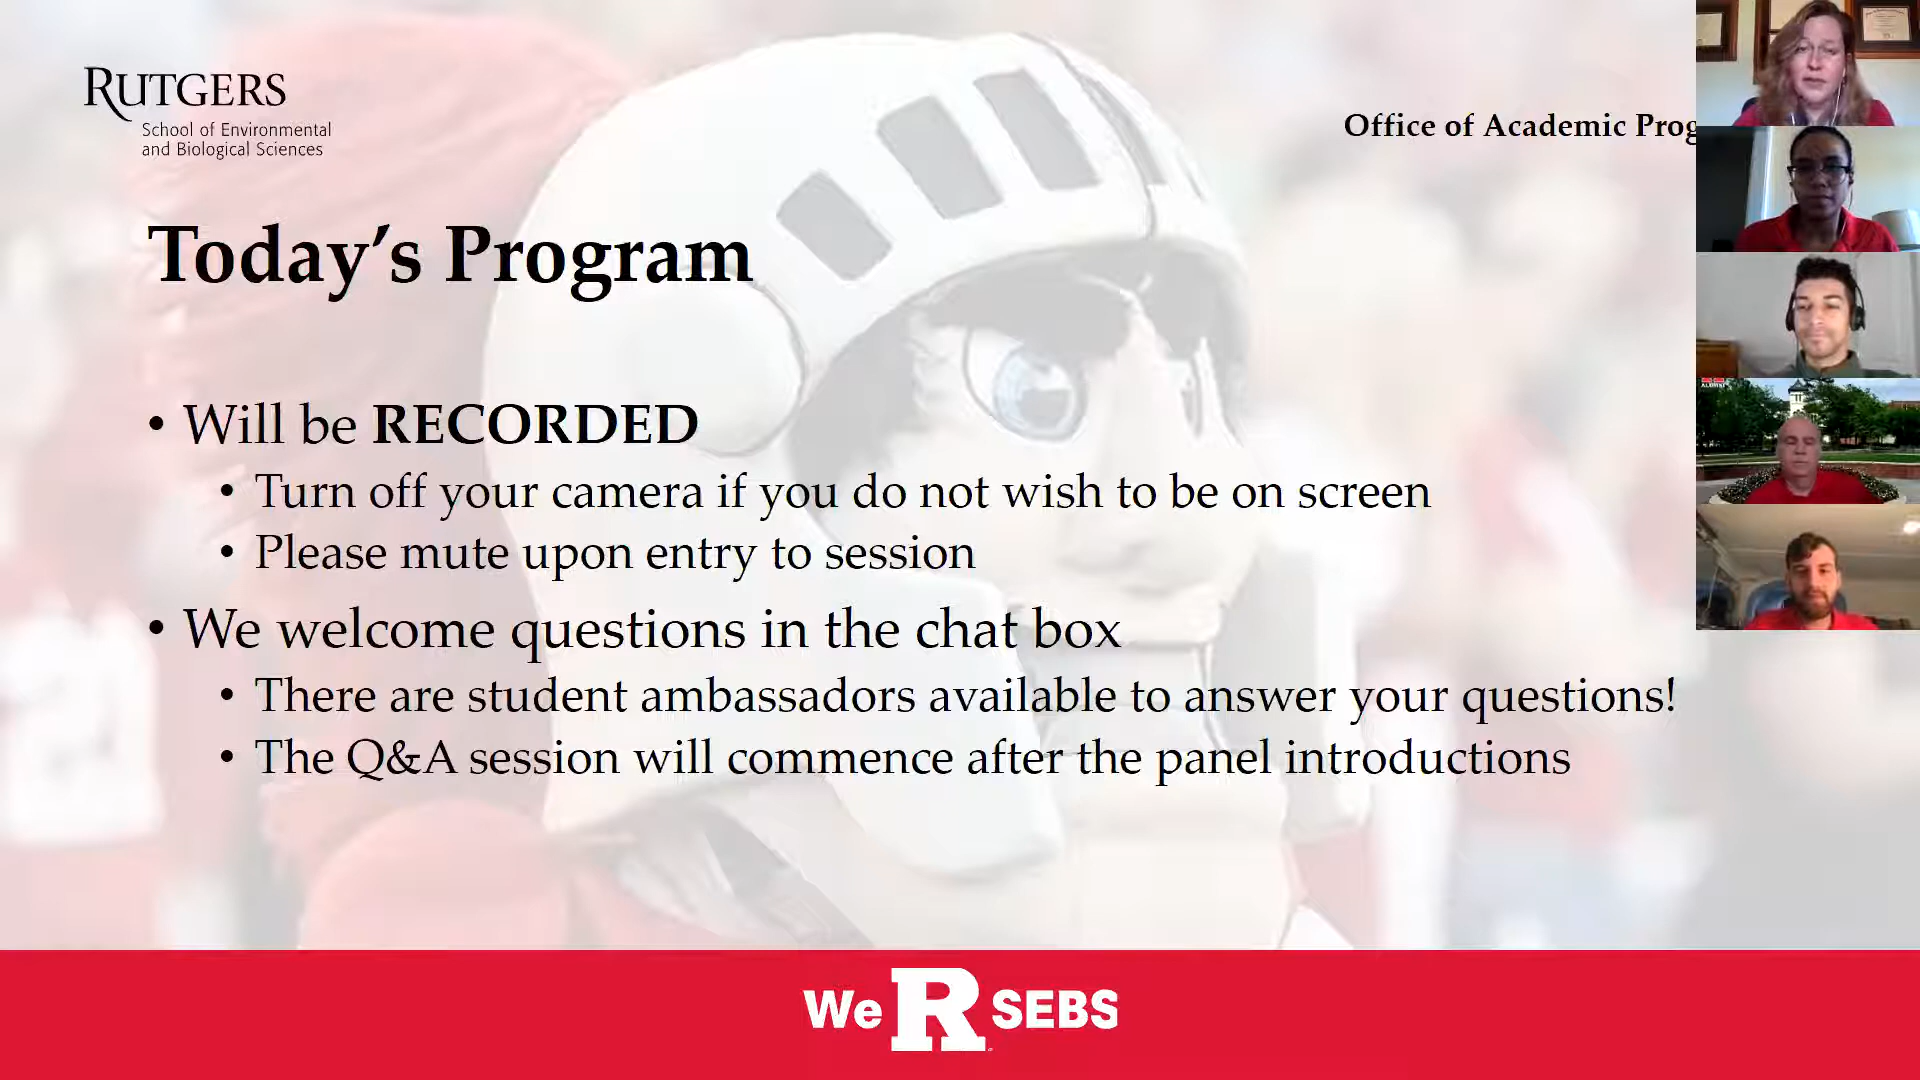 RUTGERS
School of Environmental
and Biological Sciences
Office of Academic Prog
Today’s Program
• Will be RECORDED
• Turn off your camera if you do not wish to be on screen
• Please mute upon entry to session
• We welcome questions in the chat box
• There are student ambassadors available to answer your questions!
• The Q&A session will commence after the panel introductions
We R SEBS